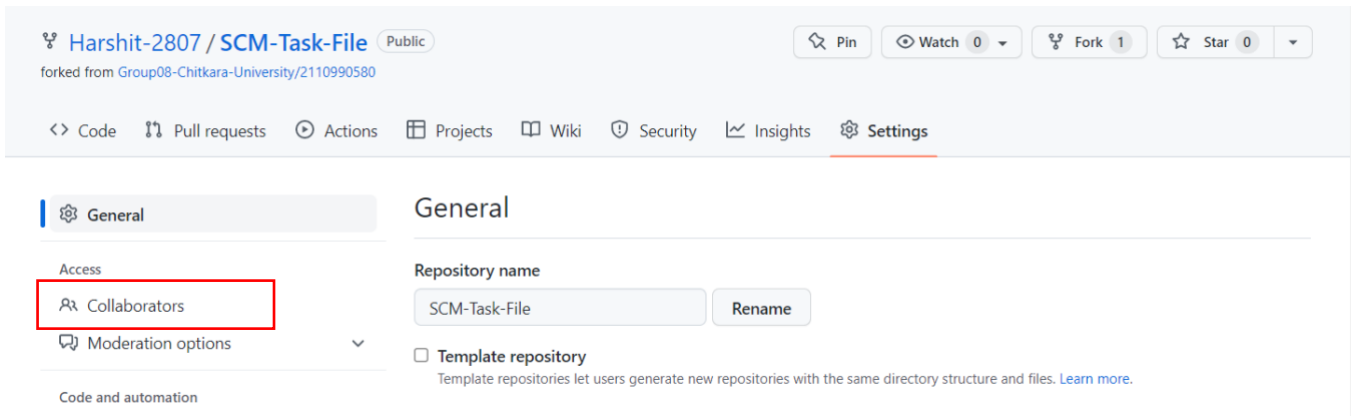 Harshit-2807 / SCM-Task-File Public
Pin Watch 0 Fork 1 Star 0
forked from Group08-Chitkara-University/2110990580
Code Pull requests Actions Projects Wiki Security Insights Settings
General
Access
Collaborators
Moderation options
Code and automation
General
Repository name
SCM-Task-File Rename
Template repository
Template repositories let users generate new repositories with the same directory structure and files. Learn more.